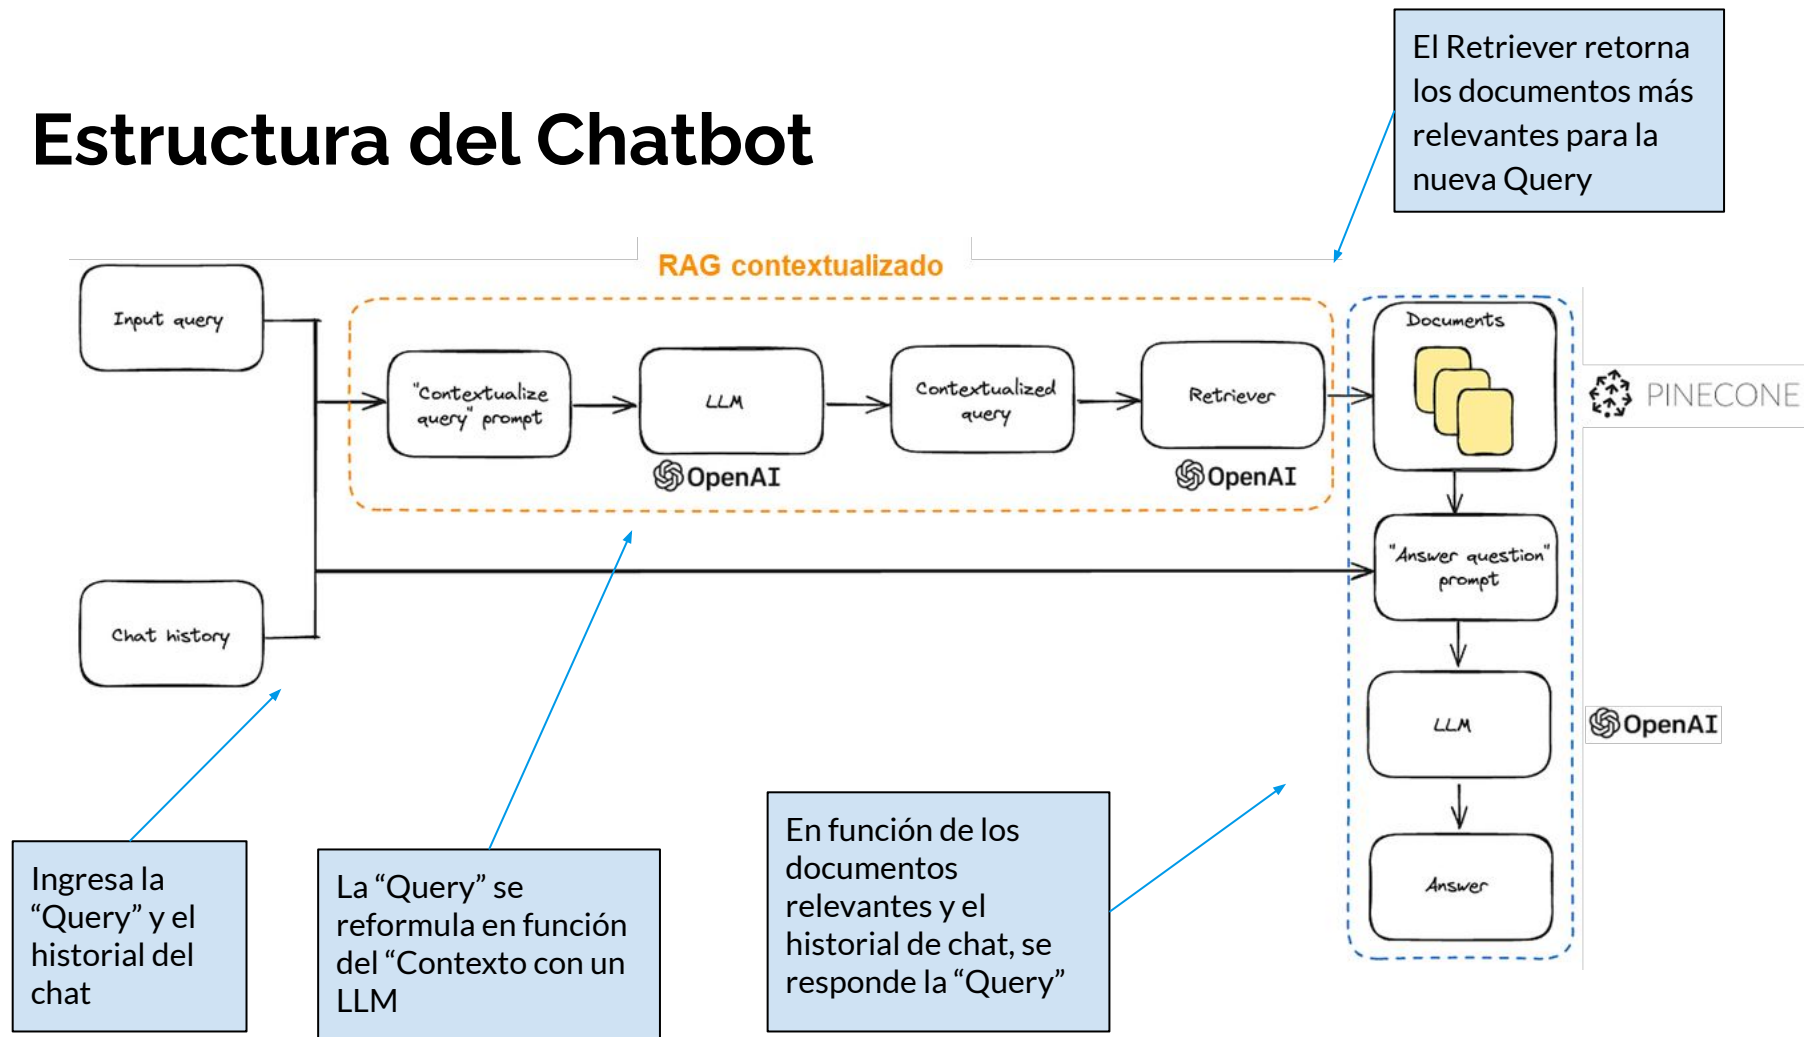 Estructura del Chatbot
El Retriever retorna
los documentos más
relevantes para la
nueva Query
RAG contextualizado
Input query
"Contextualize
query" prompt
LLM
OpenAI
Contextualized
query
Retriever
OpenAI
Documents
PINECONE
"Answer question"
prompt
Chat history
LLM
OpenAI
Answer
Ingresa la
“Query” y el
historial del
chat
La “Query” se
reformula en función
del “Contexto con un
LLM
En función de los
documentos
relevantes y el
historial de chat, se
responde la “Query”